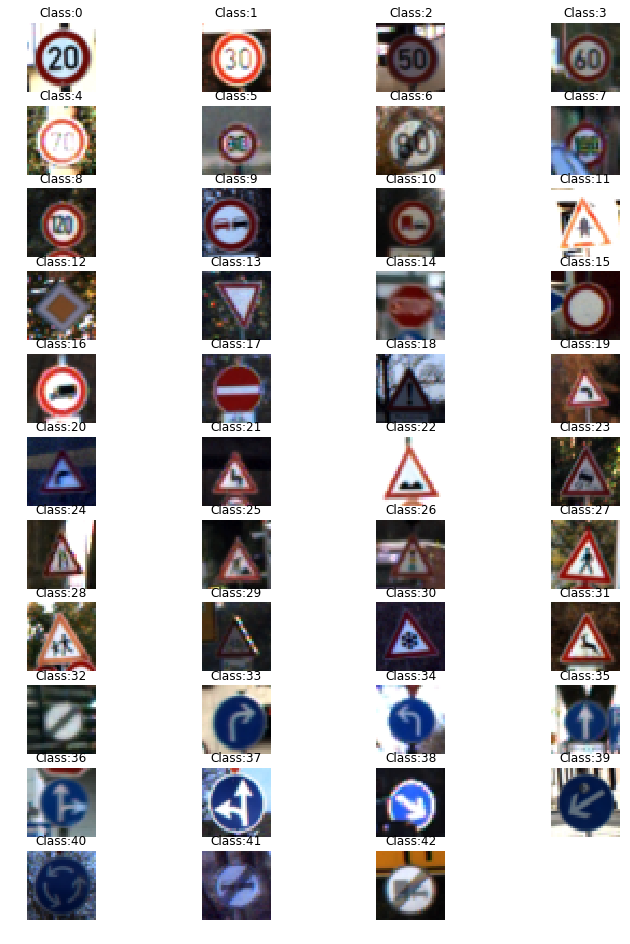 Class:0 Class:1 Class:2 Class:3
20 30 50 60
Class:4 Class:5 Class:6 Class:7
70 80
Class:8 Class:9 Class:10 Class:11
120
Class:12 Class:13 Class:14 Class:15
Class:16 Class:17 Class:18 Class:19
Class:20 Class:21 Class:22 Class:23
Class:24 Class:25 Class:26 Class:27
Class:28 Class:29 Class:30 Class:31
Class:32 Class:33 Class:34 Class:35
Class:36 Class:37 Class:38 Class:39
Class:40 Class:41 Class:42